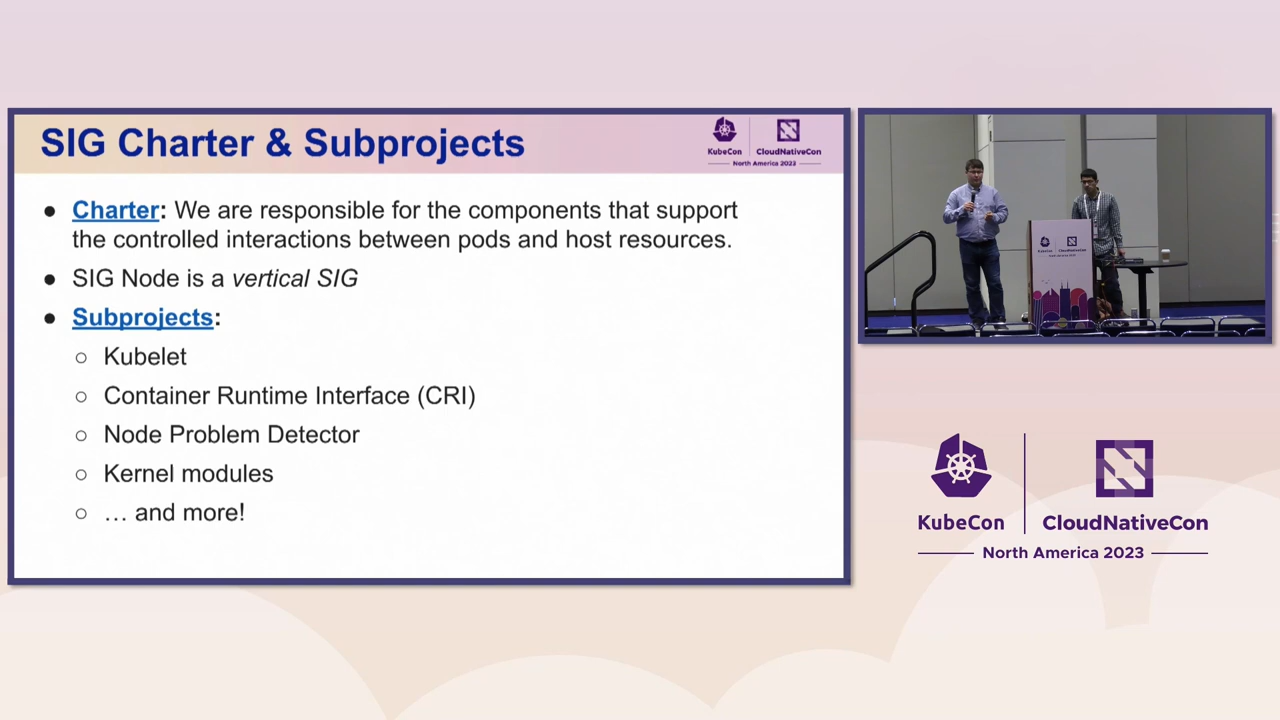 SIG Charter & Subprojects
KubeCon
CloudNativeCon
North America 2023
● Charter: We are responsible for the components that support
the controlled interactions between pods and host resources.
● SIG Node is a vertical SIG
● Subprojects:
○ Kubelet
○ Container Runtime Interface (CRI)
○ Node Problem Detector
○ Kernel modules
○ … and more!
KubeCon
CloudNativeCon
North America 2023